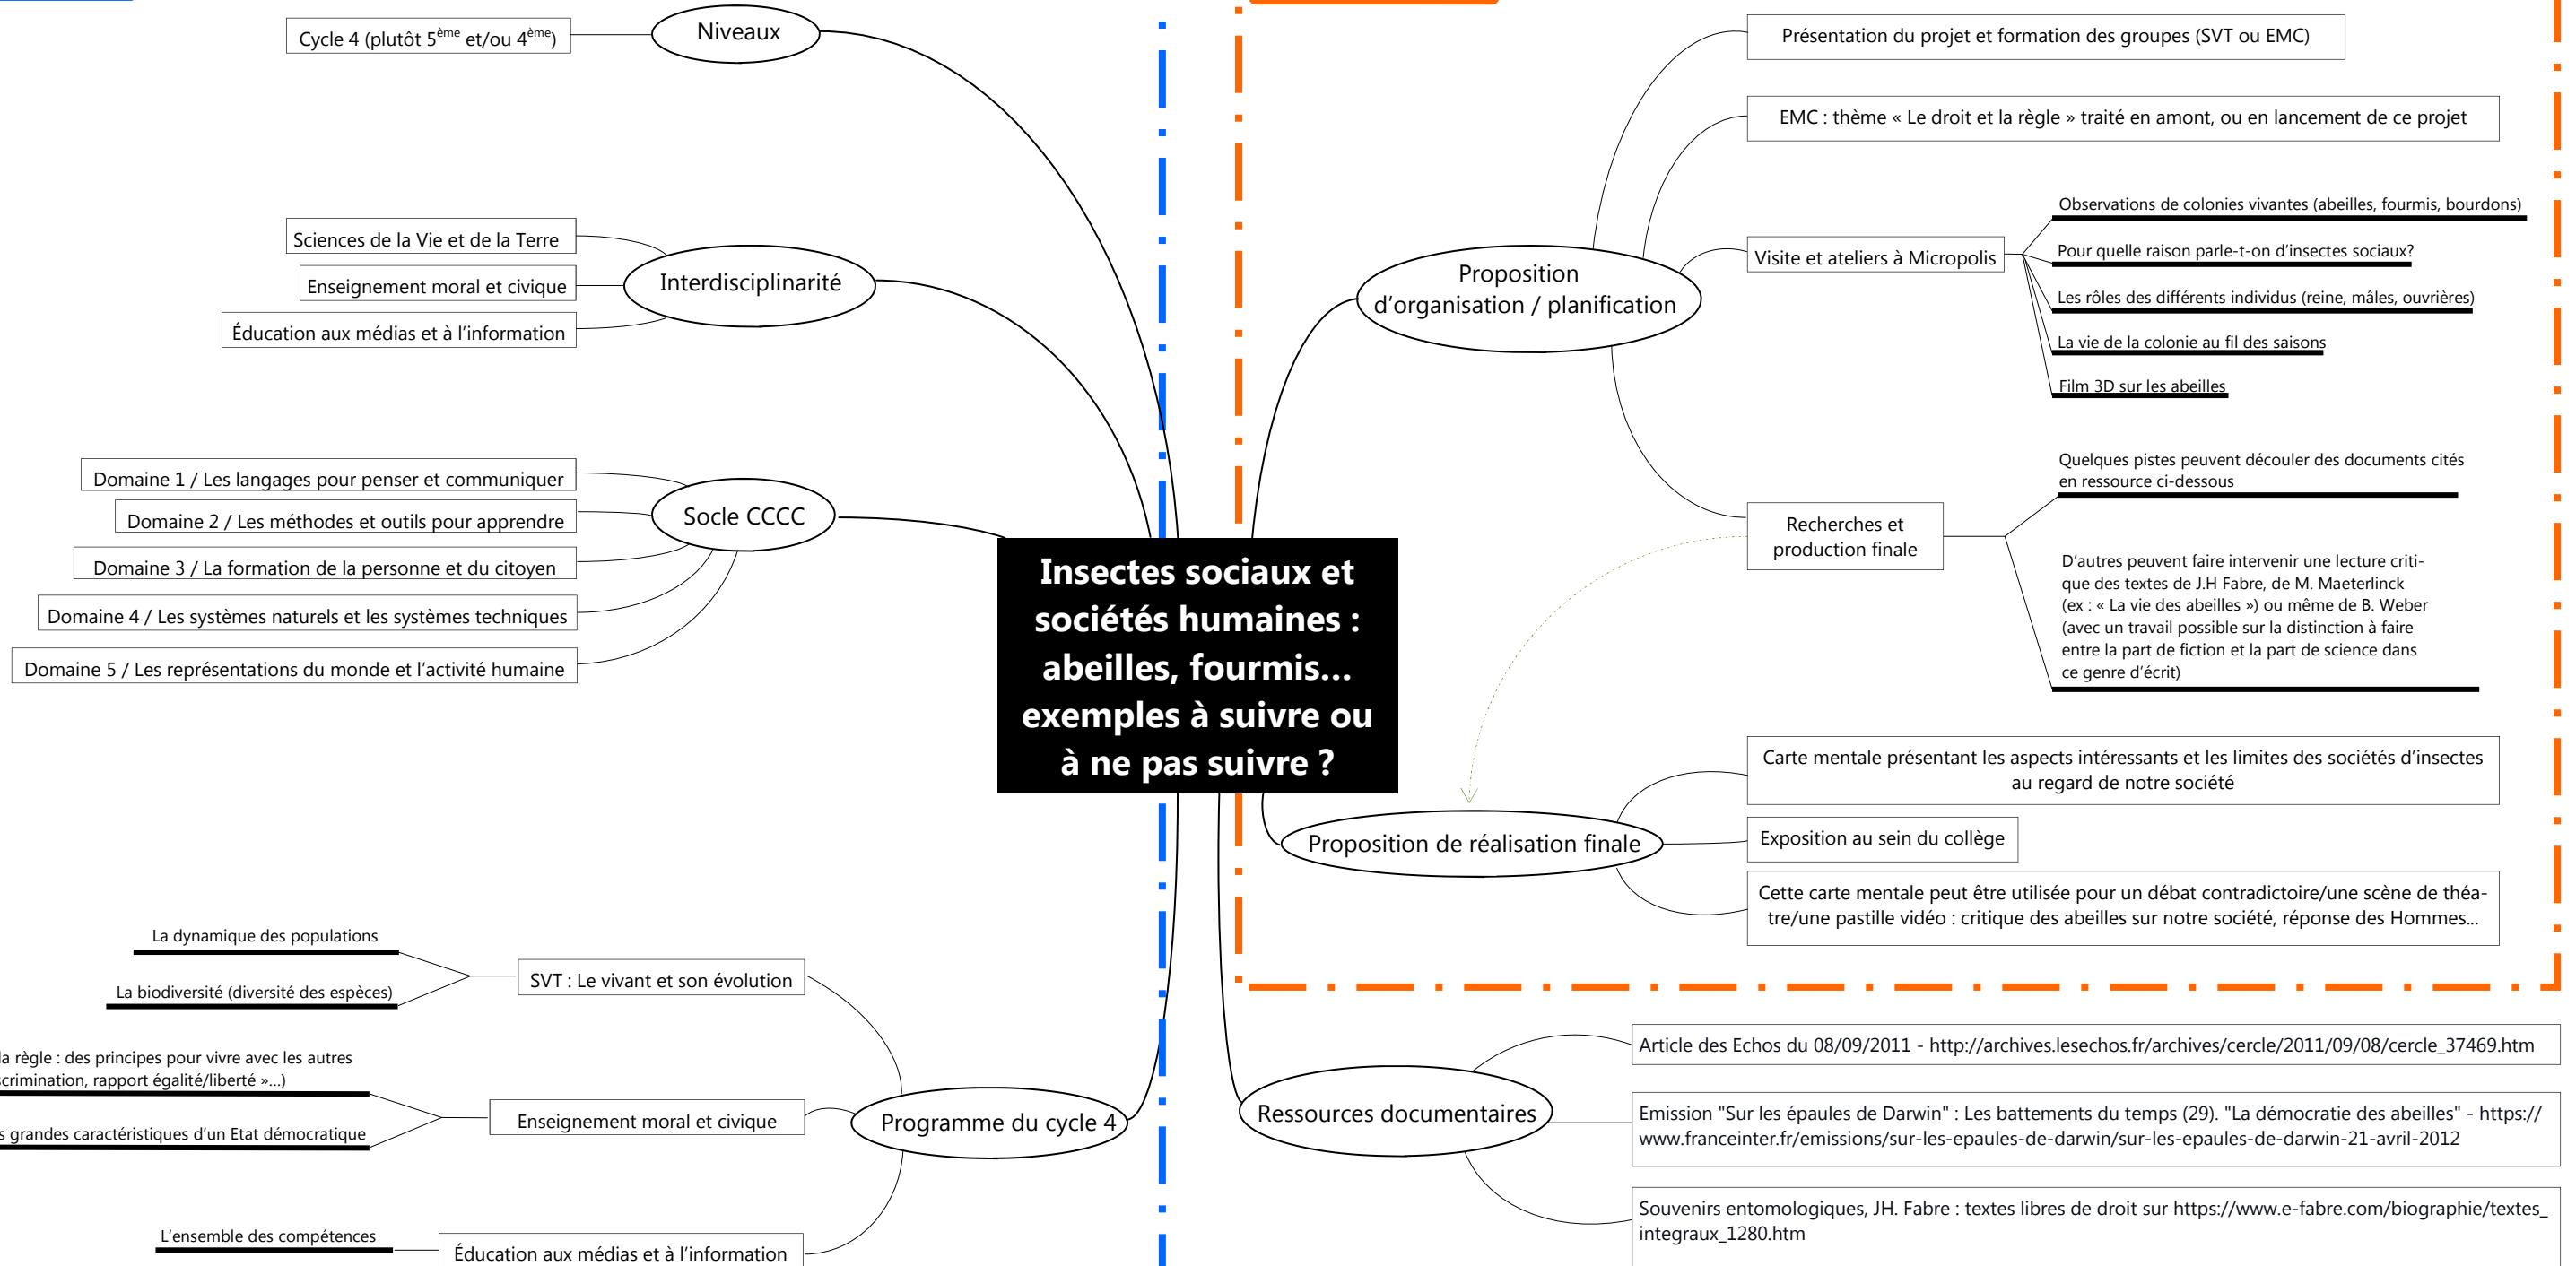 Niveaux
Cycle 4 (plutôt 5ème et/ou 4ème)
Interdisciplinarité
Sciences de la Vie et de la Terre
Enseignement moral et civique
Éducation aux médias et à l'information
Socle CCCC
Domaine 1 / Les langages pour penser et communiquer
Domaine 2 / Les méthodes et outils pour apprendre
Domaine 3 / La formation de la personne et du citoyen
Domaine 4 / Les systèmes naturels et les systèmes techniques
Domaine 5 / Les représentations du monde et l'activité humaine
Insectes sociaux et
sociétés humaines :
abeilles, fourmis...
exemples à suivre ou
à ne pas suivre ?
Programme du cycle 4
SVT : Le vivant et son évolution
La dynamique des populations
La biodiversité (diversité des espèces)
Enseignement moral et civique
la règle : des principes pour vivre avec les autres
crimination, rapport égalité/liberté »...)
s grandes caractéristiques d'un Etat démocratique
Éducation aux médias et à l'information
L'ensemble des compétences
Proposition
d'organisation / planification
Présentation du projet et formation des groupes (SVT ou EMC)
EMC : thème « Le droit et la règle » traité en amont, ou en lancement de ce projet
Visite et ateliers à Micropolis
Observations de colonies vivantes (abeilles, fourmis, bourdons)
Pour quelle raison parle-t-on d'insectes sociaux?
Les rôles des différents individus (reine, mâles, ouvrières)
La vie de la colonie au fil des saisons
Film 3D sur les abeilles
Recherches et
production finale
Quelques pistes peuvent découler des documents cités
en ressource ci-dessous
D'autres peuvent faire intervenir une lecture criti-
que des textes de J.H Fabre, de M. Maeterlinck
(ex : « La vie des abeilles ») ou même de B. Weber
(avec un travail possible sur la distinction à faire
entre la part de fiction et la part de science dans
ce genre d'écrit)
Proposition de réalisation finale
Carte mentale présentant les aspects intéressants et les limites des sociétés d'insectes
au regard de notre société
Exposition au sein du collège
Cette carte mentale peut être utilisée pour un débat contradictoire/une scène de théa-
tre/une pastille vidéo : critique des abeilles sur notre société, réponse des Hommes...
Ressources documentaires
Article des Echos du 08/09/2011 - http://archives.lesechos.fr/archives/cercle/2011/09/08/cercle_37469.htm
Emission "Sur les épaules de Darwin" : Les battements du temps (29). "La démocratie des abeilles" - https://
www.franceinter.fr/emissions/sur-les-epaules-de-darwin/sur-les-epaules-de-darwin-21-avril-2012
Souvenirs entomologiques, JH. Fabre : textes libres de droit sur https://www.e-fabre.com/biographie/textes_
integraux_1280.htm